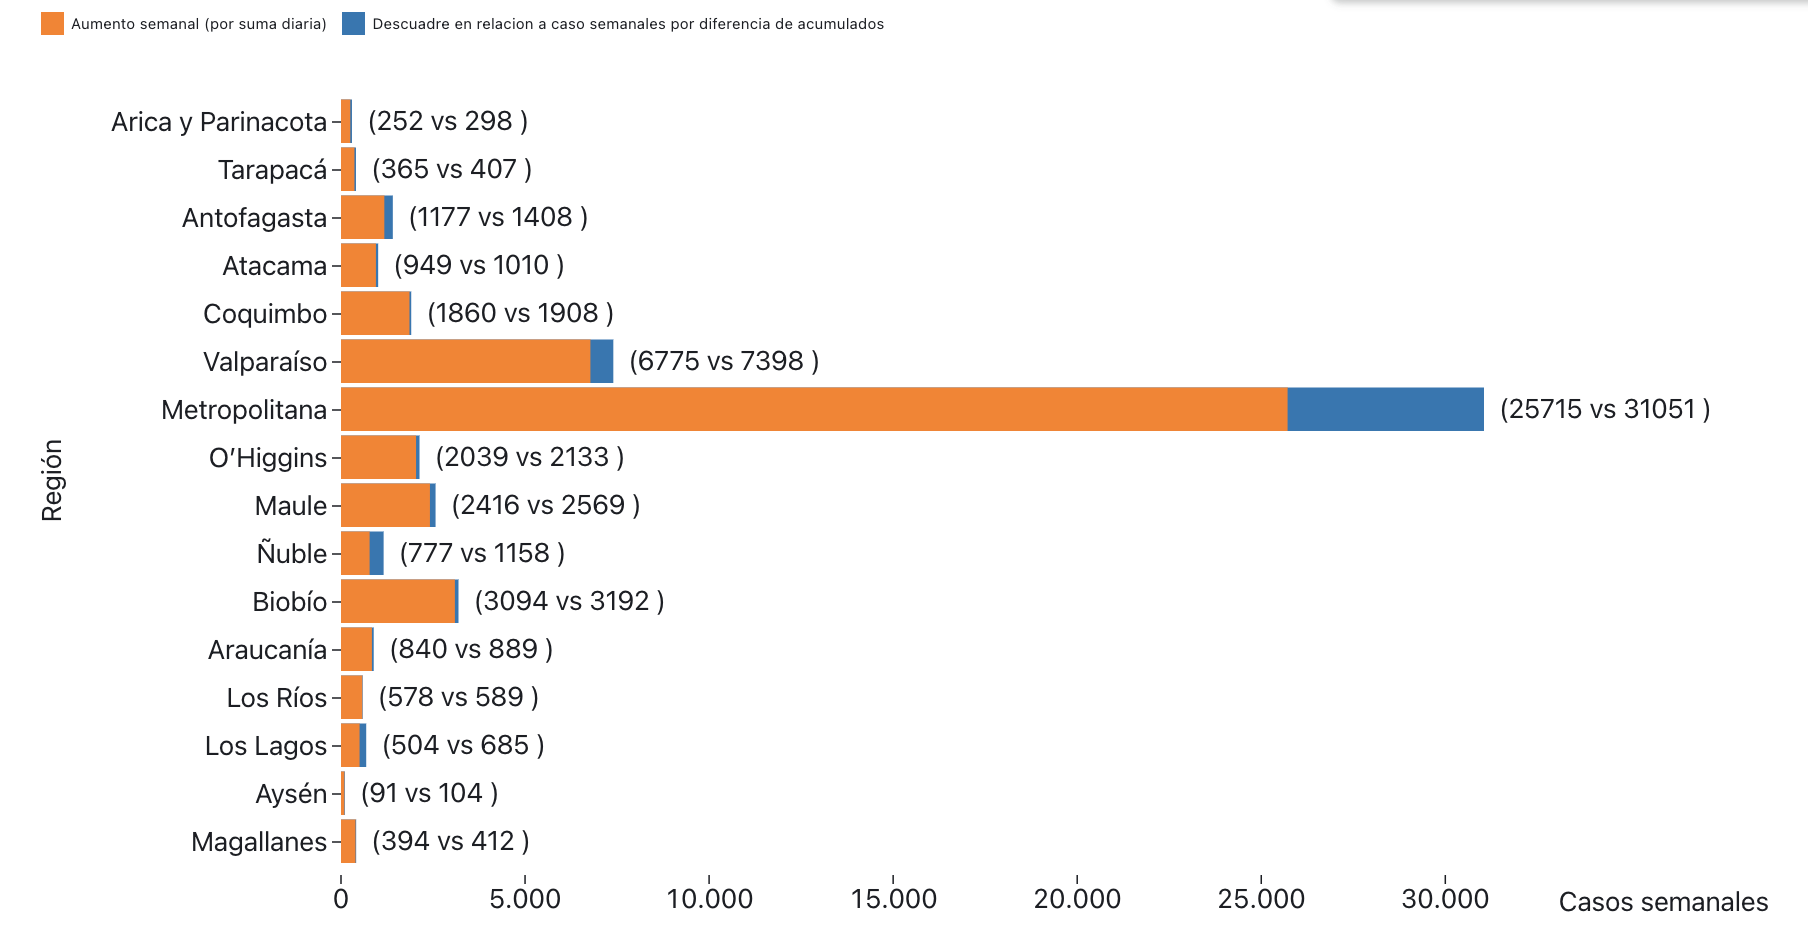 Aumento semanal (por suma diaria) Descuadre en relacion a caso semanales por diferencia de acumulados
Arica y Parinacota (252 vs 298 )
Tarapacá (365 vs 407 )
Antofagasta (1177 vs 1408 )
Atacama (949 vs 1010 )
Coquimbo (1860 vs 1908 )
Valparaíso (6775 vs 7398 )
Metropolitana (25715 vs 31051 )
O’Higgins (2039 vs 2133 )
Maule (2416 vs 2569 )
Ñuble (777 vs 1158 )
Biobío (3094 vs 3192 )
Araucanía (840 vs 889 )
Los Ríos (578 vs 589 )
Los Lagos (504 vs 685 )
Aysén (91 vs 104 )
Magallanes (394 vs 412 )
Región
0 5.000 10.000 15.000 20.000 25.000 30.000
Casos semanales